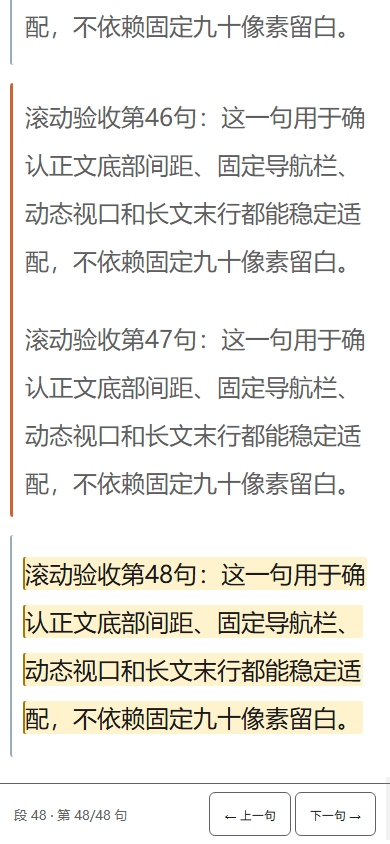 配，不依赖固定九十像素留白。
滚动验收第46句：这一句用于确
认正文底部间距、固定导航栏、
动态视口和长文末行都能稳定适
配，不依赖固定九十像素留白。
滚动验收第47句：这一句用于确
认正文底部间距、固定导航栏、
动态视口和长文末行都能稳定适
配，不依赖固定九十像素留白。
滚动验收第48句：这一句用于确
认正文底部间距、固定导航栏、
动态视口和长文末行都能稳定适
配，不依赖固定九十像素留白。
段 48 · 第 48/48 句
← 上一句
下一句 →